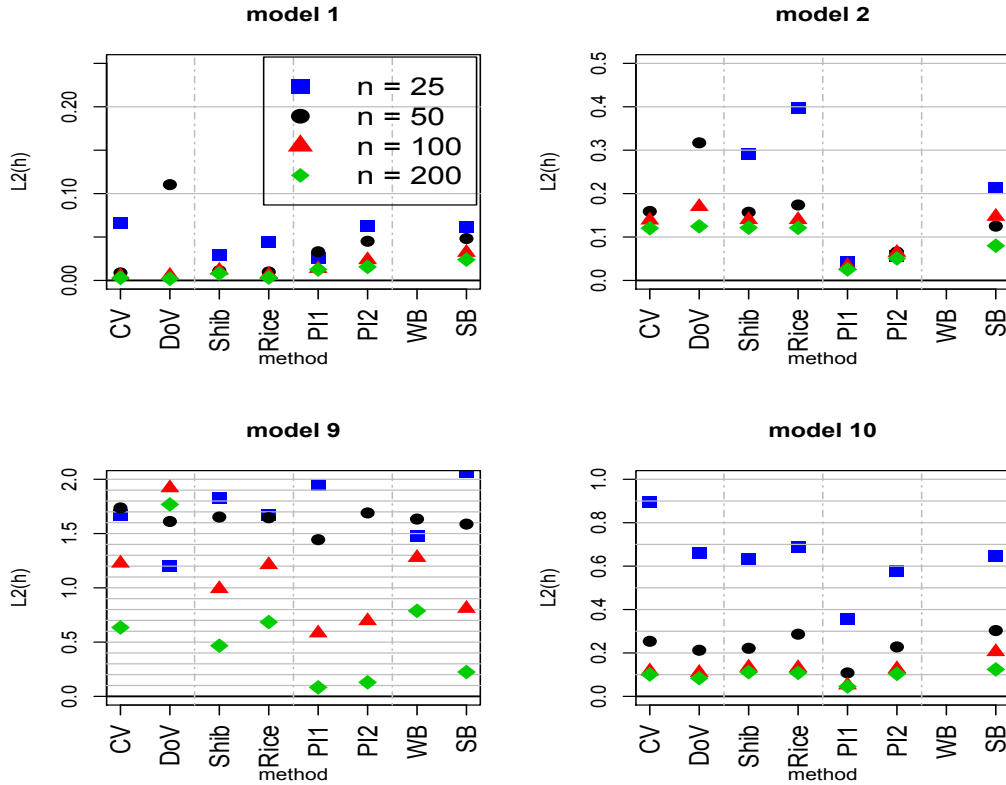 model 1
L2(h)
0.20
0.10
0.00
n = 25
n = 50
n = 100
n = 200
CV
DoV
Shib
Rice
PI1
PI2
WB
SB
method
model 2
L2(h)
0.5
0.4
0.3
0.2
0.1
0.0
CV
DoV
Shib
Rice
PI1
PI2
WB
SB
method
model 9
L2(h)
2.0
1.5
1.0
0.5
0.0
CV
DoV
Shib
Rice
PI1
PI2
WB
SB
method
model 10
L2(h)
1.0
0.8
0.6
0.4
0.2
0.0
CV
DoV
Shib
Rice
PI1
PI2
WB
SB
method